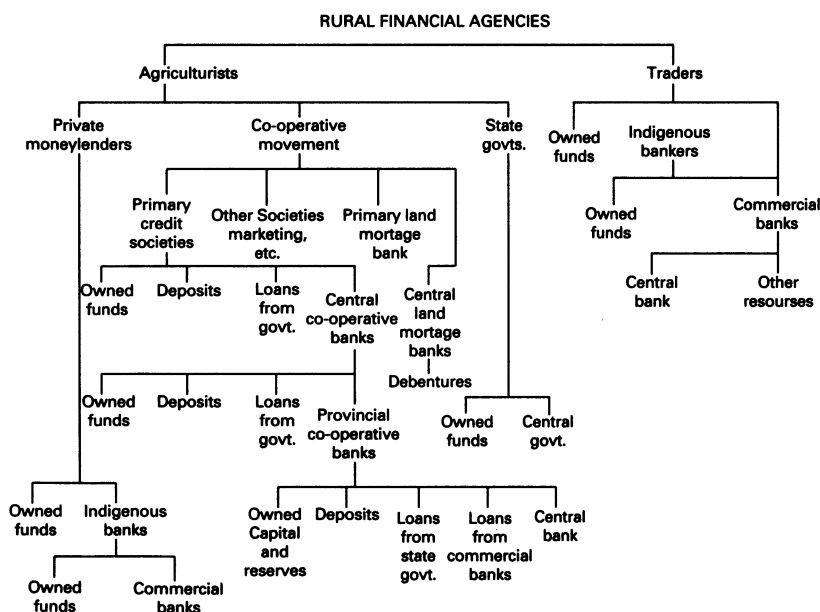 RURAL FINANCIAL AGENCIES
Agriculturists
Traders
Private
moneylenders
Co-operative
movement
State
govts.
Owned
funds
Indigenous
bankers
Primary
credit
societies
Other Societies
marketing,
etc.
Primary land
mortage
bank
Owned
funds
Commercial
banks
Owned
funds
Deposits
Loans
from
govt.
Central
co-operative
banks
Central
land
mortage
banks
Debentures
Central
bank
Other
resourses
Owned
funds
Deposits
Loans
from
govt.
Provincial
co-operative
banks
Owned
funds
Central
govt.
Owned
funds
Indigenous
banks
Owned
Capital
and
reserves
Deposits
Loans
from
state
govt.
Loans
from
commercial
banks
Central
bank
Owned
funds
Commercial
banks